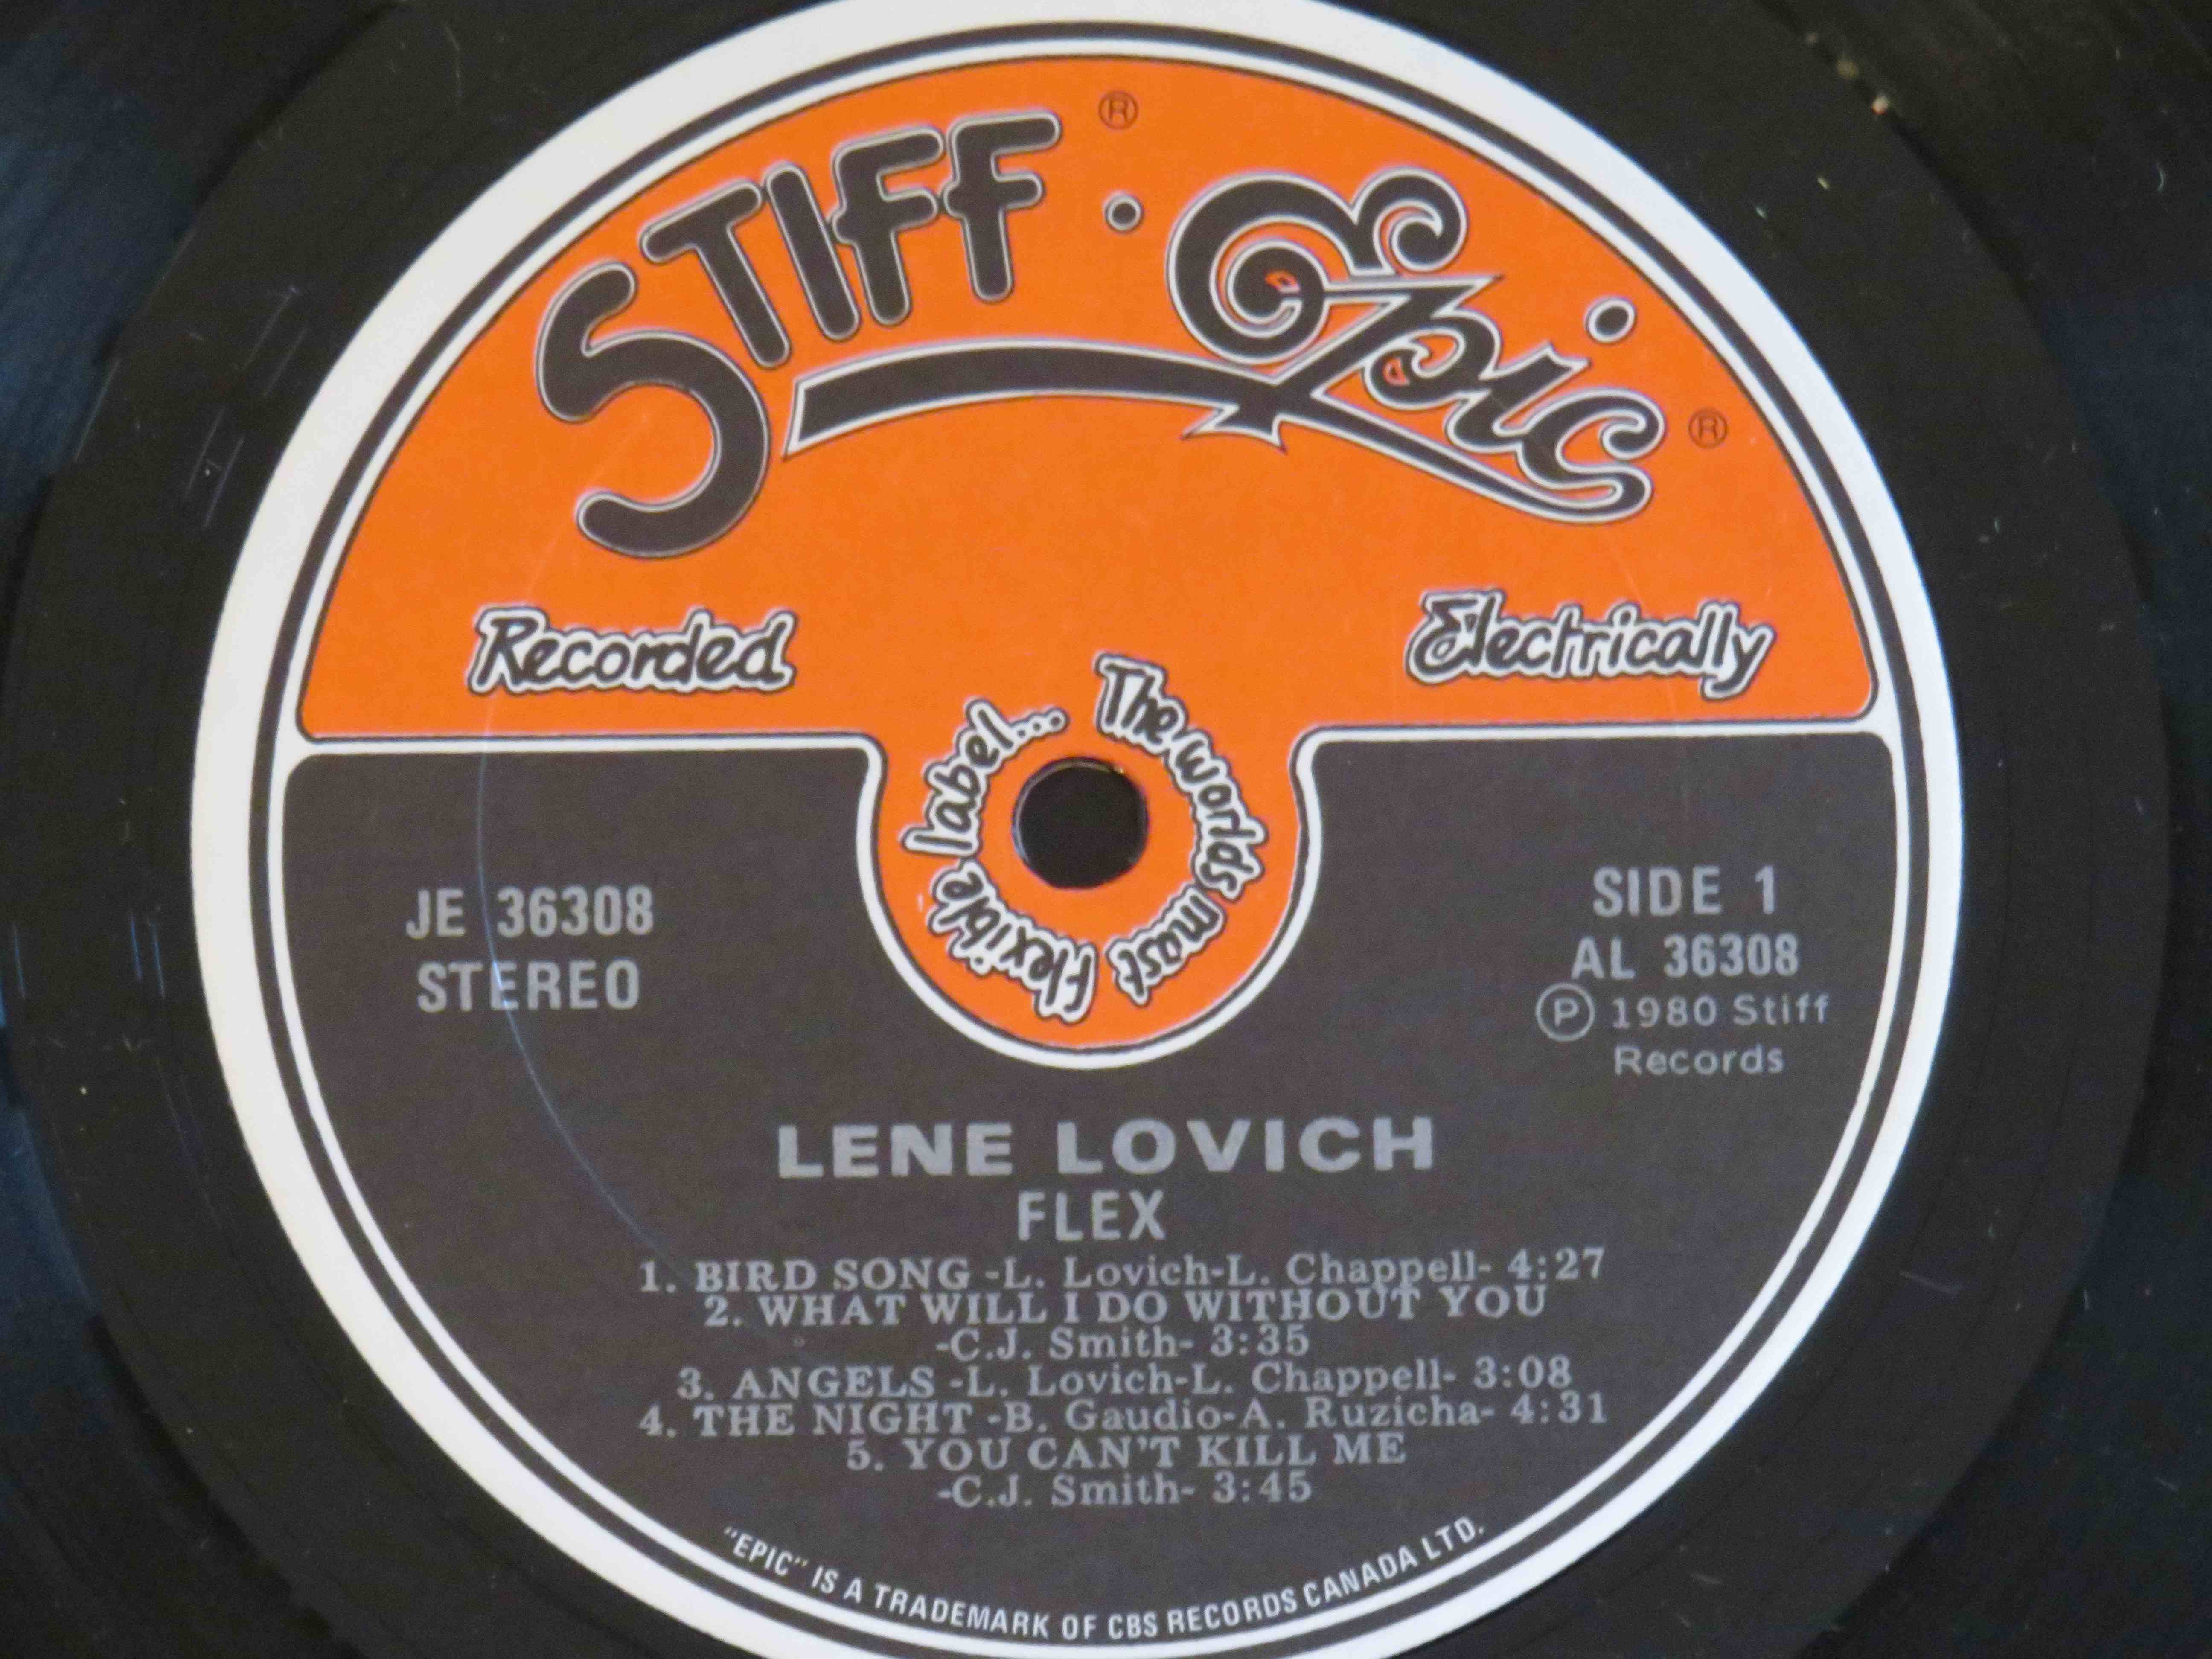 STIFF ® · Epic ®
Recorded
Electrically
The worlds most flexible label...
JE 36308
STEREO
SIDE 1
AL 36308
Ⓟ 1980 Stiff
Records
LENE LOVICH
FLEX
1. BIRD SONG -L. Lovich-L. Chappell- 4:27
2. WHAT WILL I DO WITHOUT YOU
-C.J. Smith- 3:35
3. ANGELS -L. Lovich-L. Chappell- 3:08
4. THE NIGHT -B. Gaudio-A. Ruzicha- 4:31
5. YOU CAN'T KILL ME
-C.J. Smith- 3:45
"EPIC" IS A TRADEMARK OF CBS RECORDS CANADA LTD.